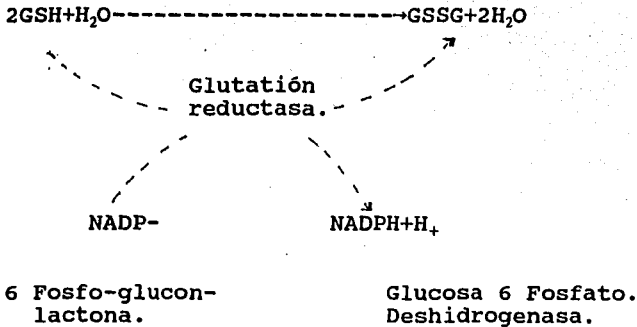 2GSH+H₂O--------------------→GSSG+2H₂O
Glutatión
reductasa.
NADP- NADPH+H₊
6 Fosfo-glucon- Glucosa 6 Fosfato.
lactona. Deshidrogenasa.